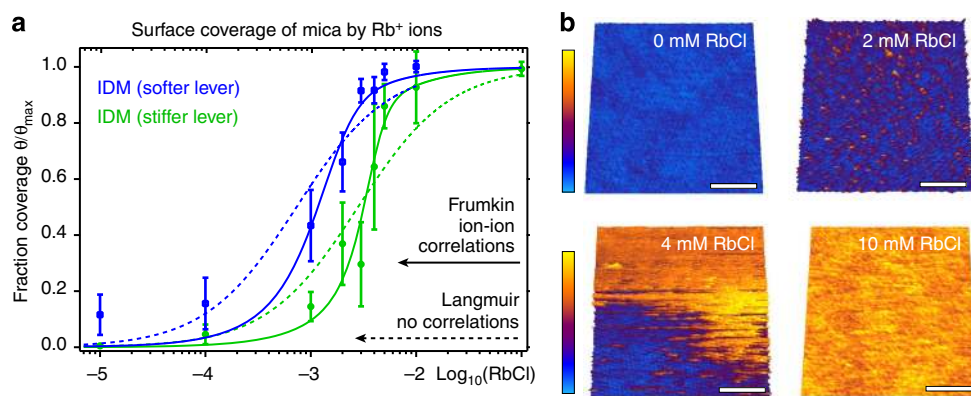 a
Surface coverage of mica by Rb⁺ ions
Fraction coverage θ/θmax
1.0
0.8
0.6
0.4
0.2
0.0
IDM (softer lever)
IDM (stiffer lever)
Frumkin
ion-ion
correlations
Langmuir
no correlations
–5
–4
–3
–2
Log₁₀(RbCl)
b
0 mM RbCl
2 mM RbCl
4 mM RbCl
10 mM RbCl